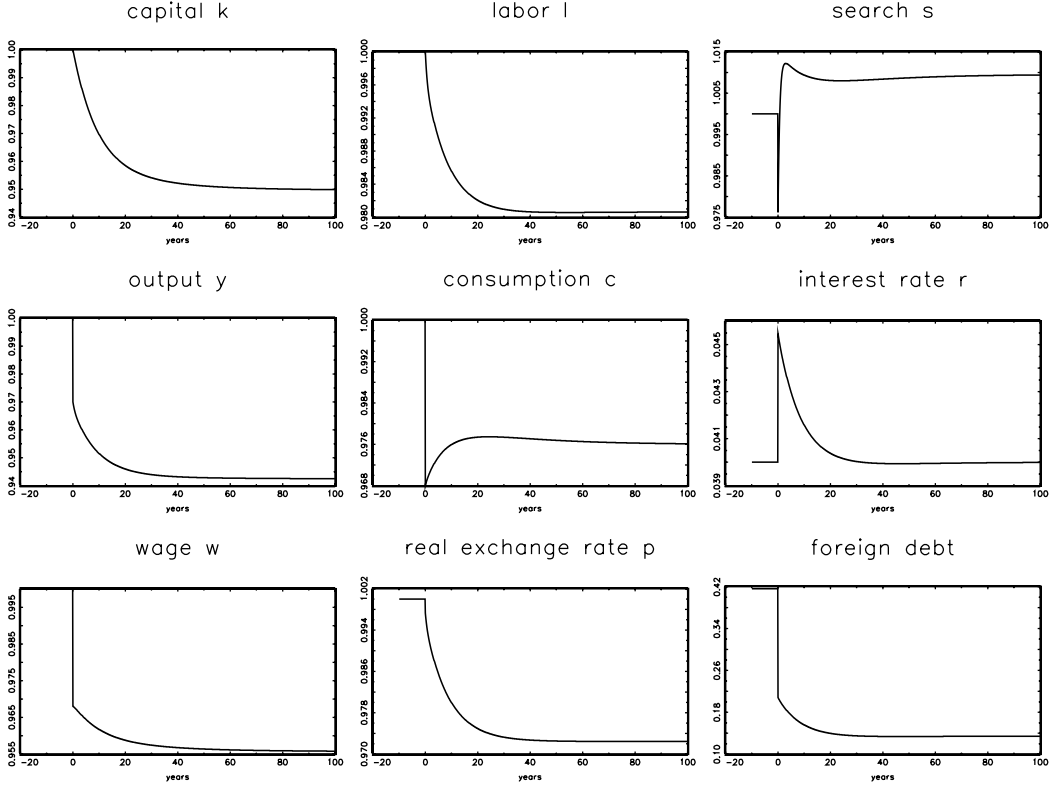 capital k
labor l
search s
1.00
0.99
0.98
0.97
0.96
0.95
0.94
-20 0 20 40 60 80 100
years
1.000
0.996
0.992
0.988
0.984
0.980
-20 0 20 40 60 80 100
years
1.015
1.005
0.995
0.985
0.975
-20 0 20 40 60 80 100
years
output y
consumption c
interest rate r
1.00
0.99
0.98
0.97
0.96
0.95
0.94
-20 0 20 40 60 80 100
years
1.000
0.992
0.984
0.976
0.968
-20 0 20 40 60 80 100
years
0.045
0.043
0.041
0.039
-20 0 20 40 60 80 100
years
wage w
real exchange rate p
foreign debt
0.995
0.985
0.975
0.965
0.955
-20 0 20 40 60 80 100
years
1.002
0.994
0.986
0.978
0.970
-20 0 20 40 60 80 100
years
0.42
0.34
0.26
0.18
0.10
-20 0 20 40 60 80 100
years